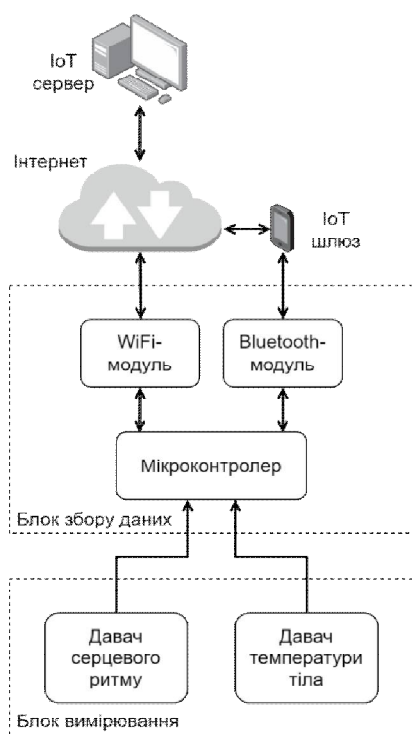 IoT
сервер
Інтернет
IoT
шлюз
WiFi-
модуль
Bluetooth-
модуль
Мікроконтролер
Блок збору даних
Давач
серцевого
ритму
Давач
температури
тіла
Блок вимірювання